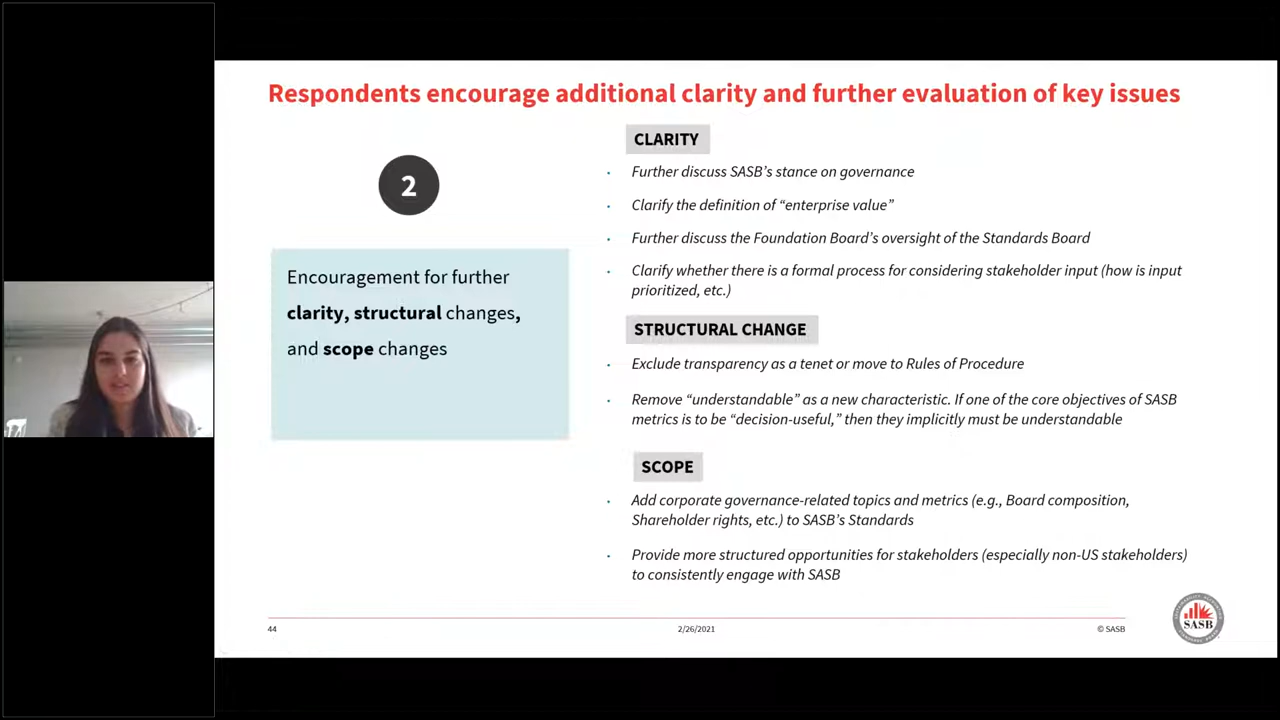 Respondents encourage additional clarity and further evaluation of key issues
2
Encouragement for further
clarity, structural changes,
and scope changes
CLARITY
· Further discuss SASB's stance on governance
· Clarify the definition of “enterprise value”
· Further discuss the Foundation Board's oversight of the Standards Board
· Clarify whether there is a formal process for considering stakeholder input (how is input
prioritized, etc.)
STRUCTURAL CHANGE
· Exclude transparency as a tenet or move to Rules of Procedure
· Remove “understandable” as a new characteristic. If one of the core objectives of SASB
metrics is to be “decision-useful,” then they implicitly must be understandable
SCOPE
· Add corporate governance-related topics and metrics (e.g., Board composition,
Shareholder rights, etc.) to SASB's Standards
· Provide more structured opportunities for stakeholders (especially non-US stakeholders)
to consistently engage with SASB
44
2/26/2021
© SASB
SASB